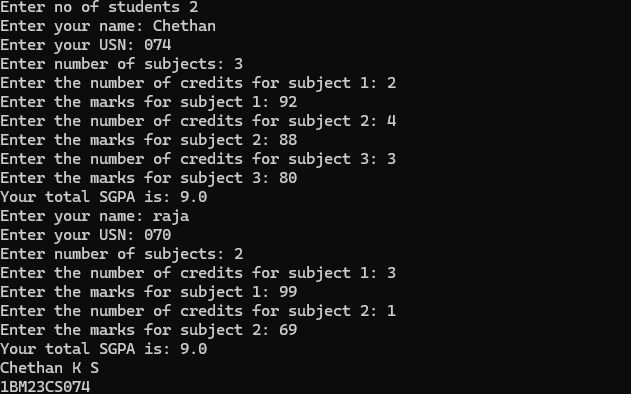 Enter no of students 2
Enter your name: Chethan
Enter your USN: 074
Enter number of subjects: 3
Enter the number of credits for subject 1: 2
Enter the marks for subject 1: 92
Enter the number of credits for subject 2: 4
Enter the marks for subject 2: 88
Enter the number of credits for subject 3: 3
Enter the marks for subject 3: 80
Your total SGPA is: 9.0
Enter your name: raja
Enter your USN: 070
Enter number of subjects: 2
Enter the number of credits for subject 1: 3
Enter the marks for subject 1: 99
Enter the number of credits for subject 2: 1
Enter the marks for subject 2: 69
Your total SGPA is: 9.0
Chethan K S
1BM23CS074